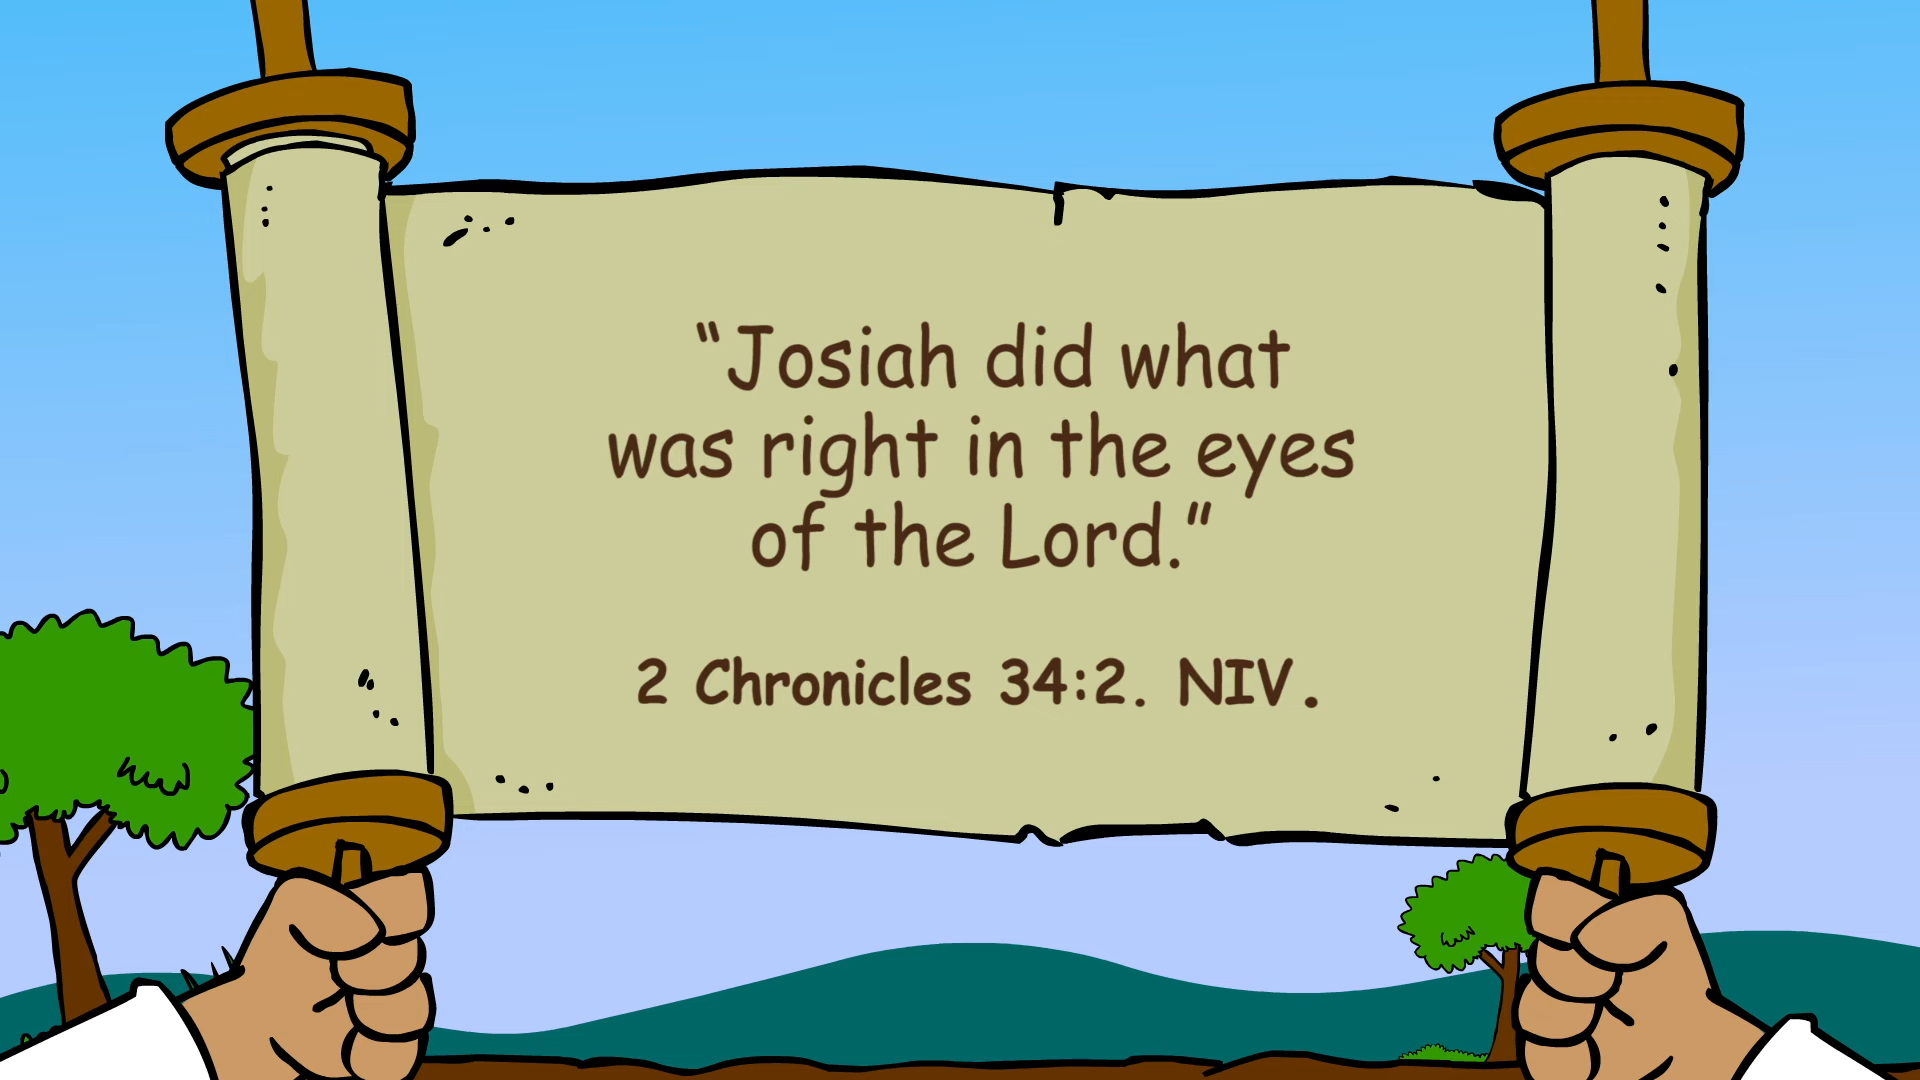 “Josiah did what
was right in the eyes
of the Lord.”
2 Chronicles 34:2. NIV.